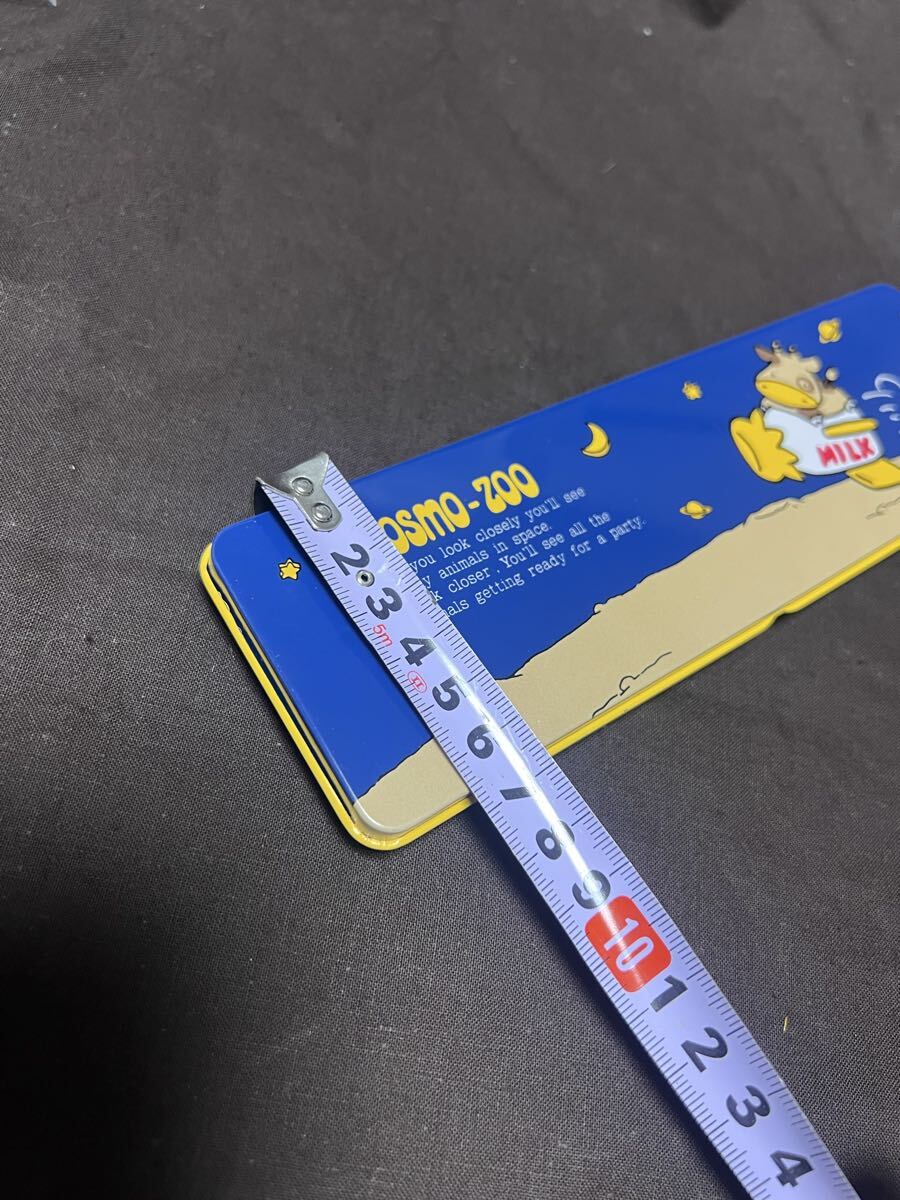 OSMO-ZOO
you look closely you'll see
y animals in space.
k closer. You'll see all the
als getting ready for a party.
MILK
2
3
5m
4
5
6
7
8
9
10
1
2
3
4